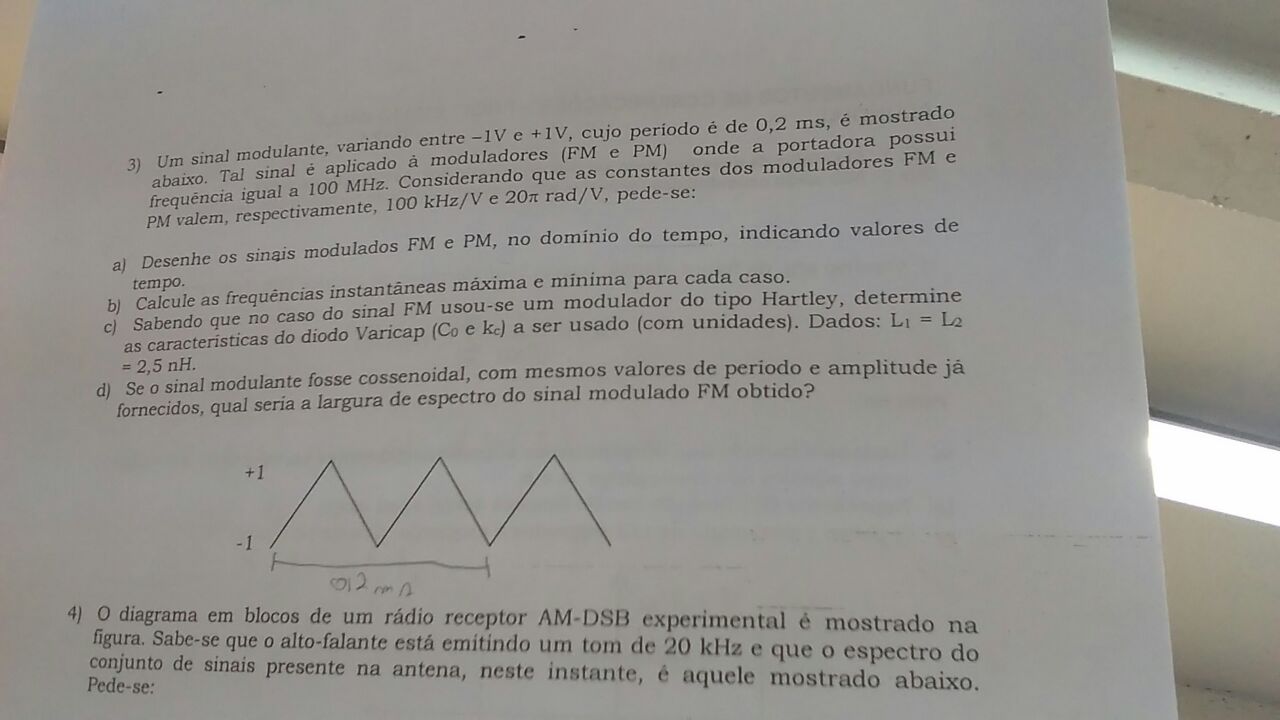 3) Um sinal modulante, variando entre –1V e +1V, cujo período é de 0,2 ms, é mostrado
abaixo. Tal sinal é aplicado à moduladores (FM e PM) onde a portadora possui
frequência igual a 100 MHz. Considerando que as constantes dos moduladores FM e
PM valem, respectivamente, 100 kHz/V e 20π rad/V, pede-se:
a) Desenhe os sinais modulados FM e PM, no domínio do tempo, indicando valores de
tempo.
b) Calcule as frequências instantâneas máxima e mínima para cada caso.
c) Sabendo que no caso do sinal FM usou-se um modulador do tipo Hartley, determine
as características do diodo Varicap (C0 e kc) a ser usado (com unidades). Dados: L1 = L2
= 2,5 nH.
d) Se o sinal modulante fosse cossenoidal, com mesmos valores de período e amplitude já
fornecidos, qual seria a largura de espectro do sinal modulado FM obtido?
+1
-1
0,2 ms
4) O diagrama em blocos de um rádio receptor AM-DSB experimental é mostrado na
figura. Sabe-se que o alto-falante está emitindo um tom de 20 kHz e que o espectro do
conjunto de sinais presente na antena, neste instante, é aquele mostrado abaixo.
Pede-se: